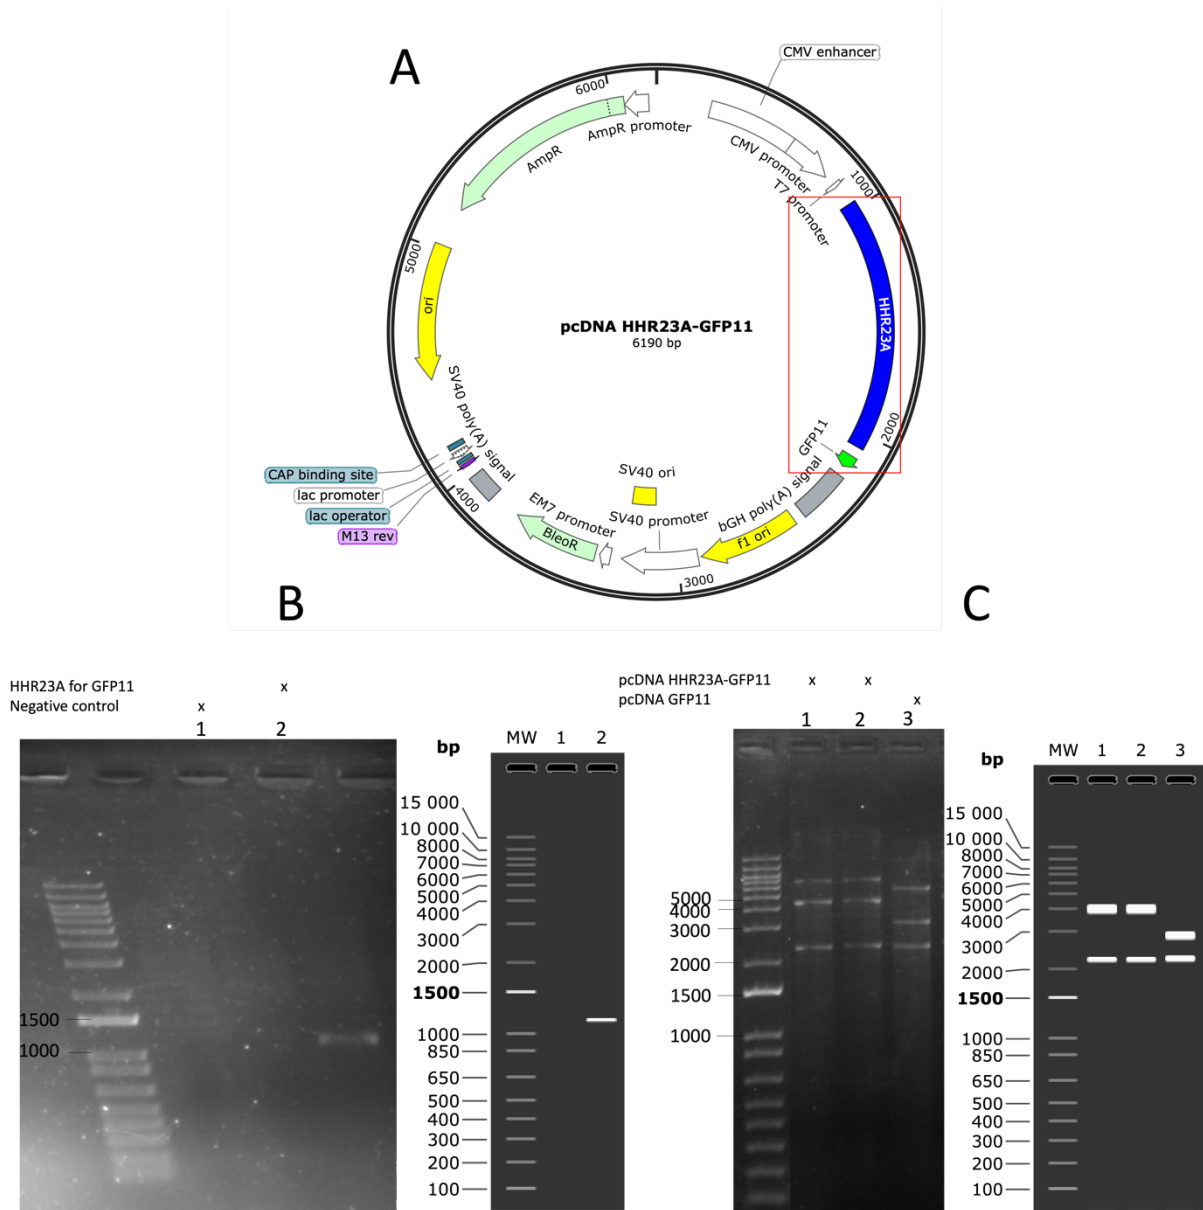 A
CMV enhancer
6000
AmpR promoter
AmpR
CMV promoter
T7 promoter
1000
5000
ori
HHR23A
pcDNA HHR23A-GFP11
6190 bp
2000
GFP11
SV40 poly(A) signal
CAP binding site
lac promoter
lac operator
M13 rev
4000
SV40 ori
EM7 promoter
SV40 promoter
bGH poly(A) signal
BleoR
f1 ori
3000
B
C
HHR23A for GFP11 x
Negative control x
1 2
1500
1000
bp MW 1 2
15 000
10 000
8000
7000
6000
5000
4000
3000
2000
1500
1000
850
650
500
400
300
200
100
pcDNA HHR23A-GFP11 x x
pcDNA GFP11 x
1 2 3
5000
4000
3000
2000
1500
1000
bp MW 1 2 3
15 000
10 000
8000
7000
6000
5000
4000
3000
2000
1500
1000
850
650
500
400
300
200
100